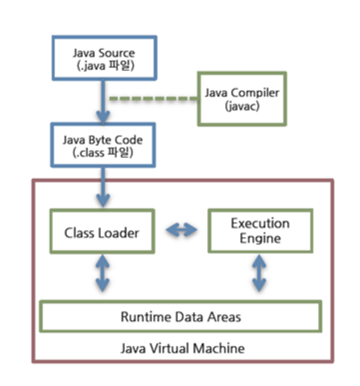 Java Source
(.java 파일)
Java Compiler
(javac)
Java Byte Code
(.class 파일)
Class Loader
Execution
Engine
Runtime Data Areas
Java Virtual Machine